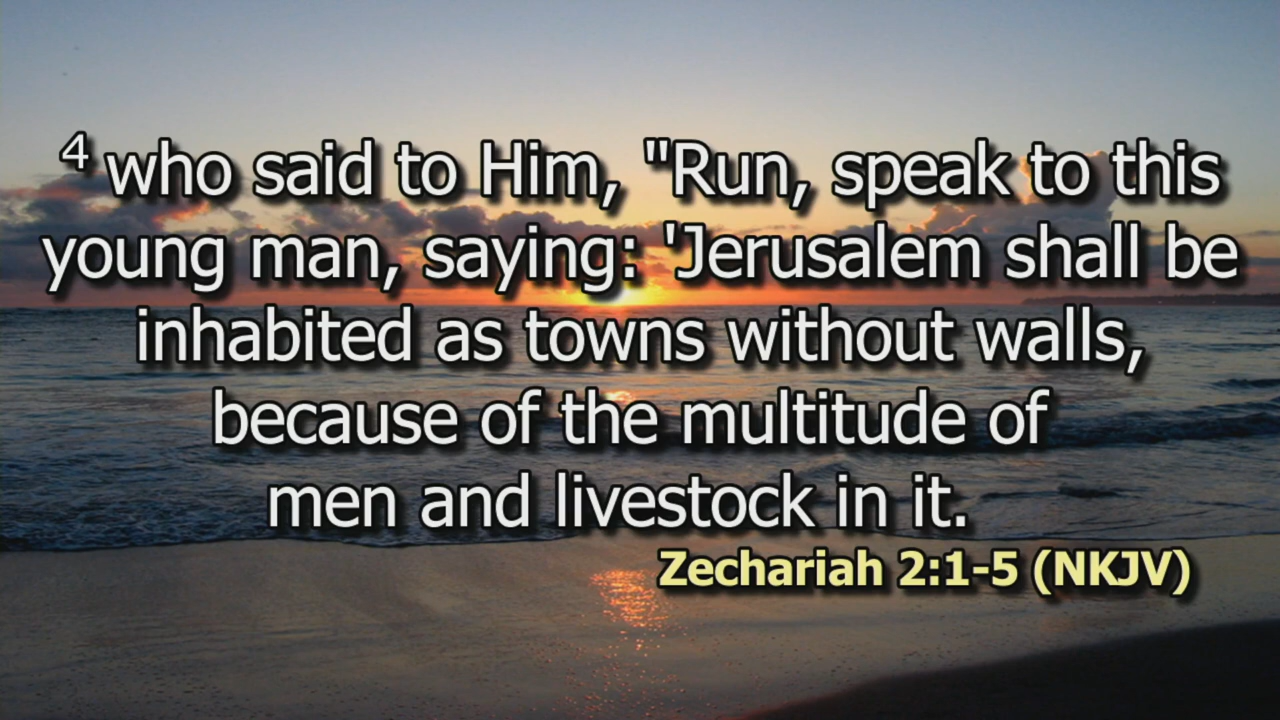 4 who said to Him, "Run, speak to this
young man, saying: 'Jerusalem shall be
inhabited as towns without walls,
because of the multitude of
men and livestock in it.
Zechariah 2:1-5 (NKJV)